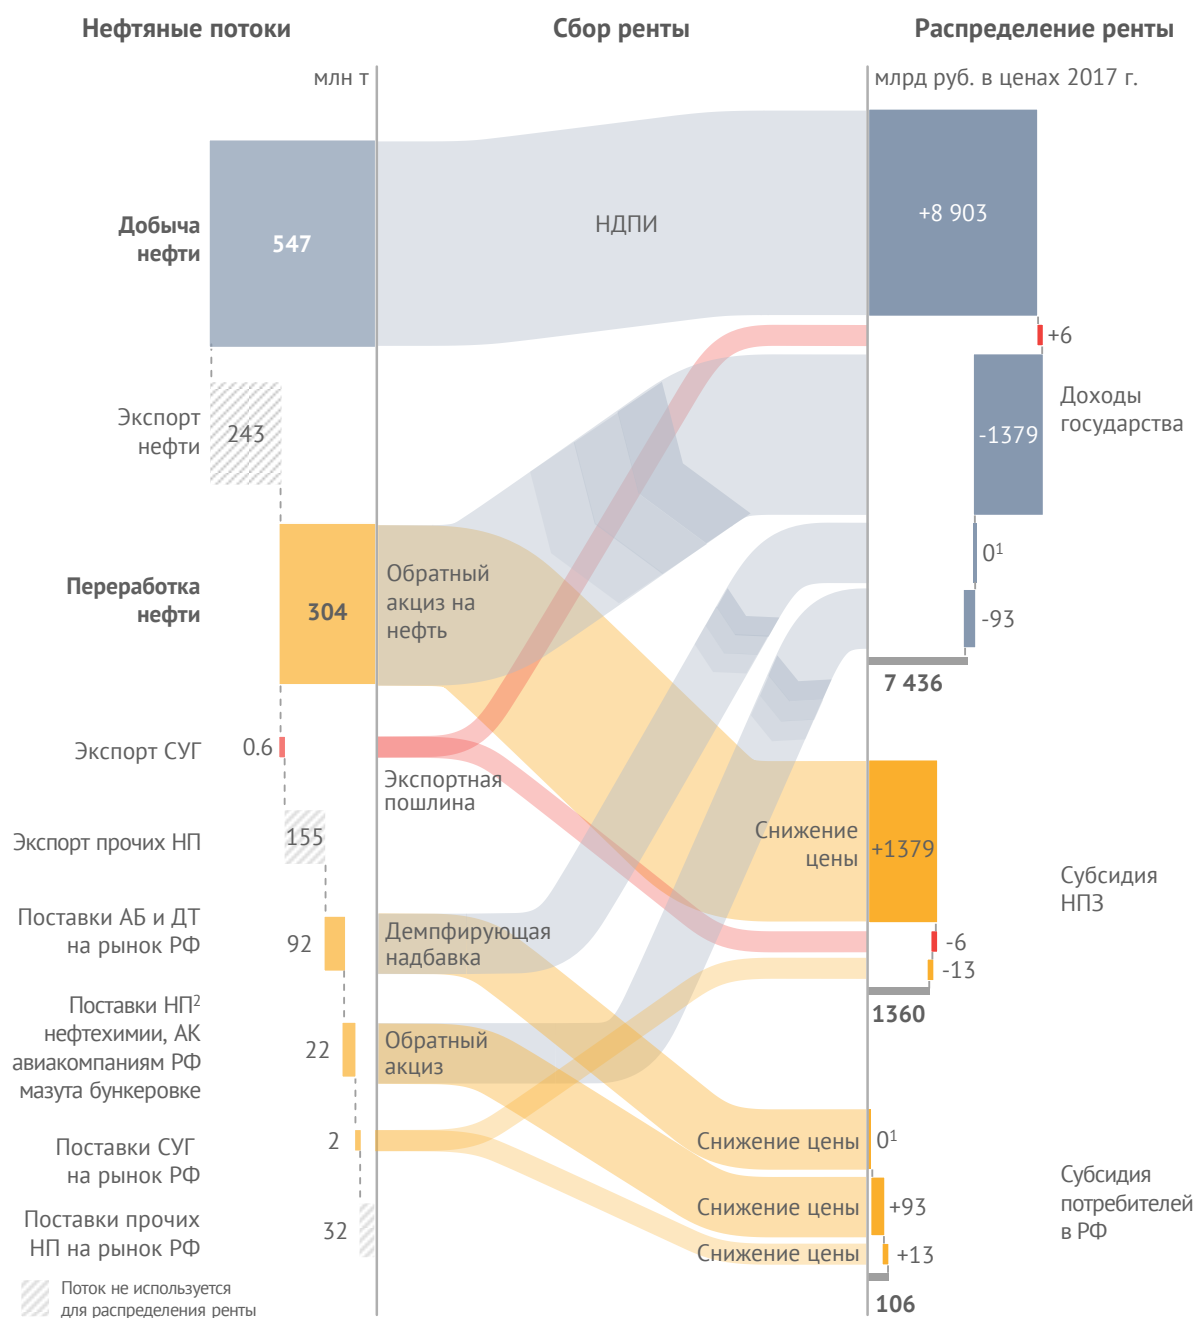 Нефтяные потоки
Сбор ренты
Распределение ренты
млн т
млрд руб. в ценах 2017 г.
Добыча
нефти
547
НДПИ
+8 903
+6
Экспорт
нефти
243
-1379
Доходы
государства
0¹
-93
7 436
Переработка
нефти
304
Обратный
акциз на
нефть
Экспорт СУГ
0.6
Экспортная
пошлина
Экспорт прочих НП
155
Снижение
цены
+1379
Субсидия
НПЗ
-6
-13
1360
Поставки АБ и ДТ
на рынок РФ
92
Демпфирующая
надбавка
Поставки НП²
нефтехимии, АК
авиакомпаниям РФ
мазута бункеровке
22
Обратный
акциз
Поставки СУГ
на рынок РФ
2
Снижение цены
0¹
Снижение цены
+93
Снижение цены
+13
106
Субсидия
потребителей
в РФ
Поставки прочих
НП на рынок РФ
32
Поток не используется
для распределения ренты